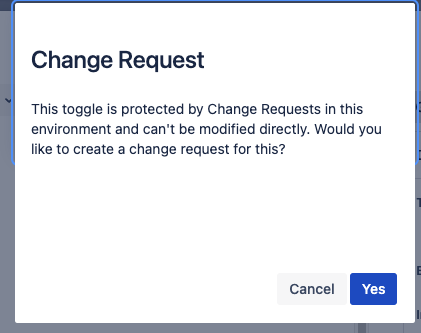 Change Request
This toggle is protected by Change Requests in this
environment and can't be modified directly. Would you
like to create a change request for this?
Cancel
Yes